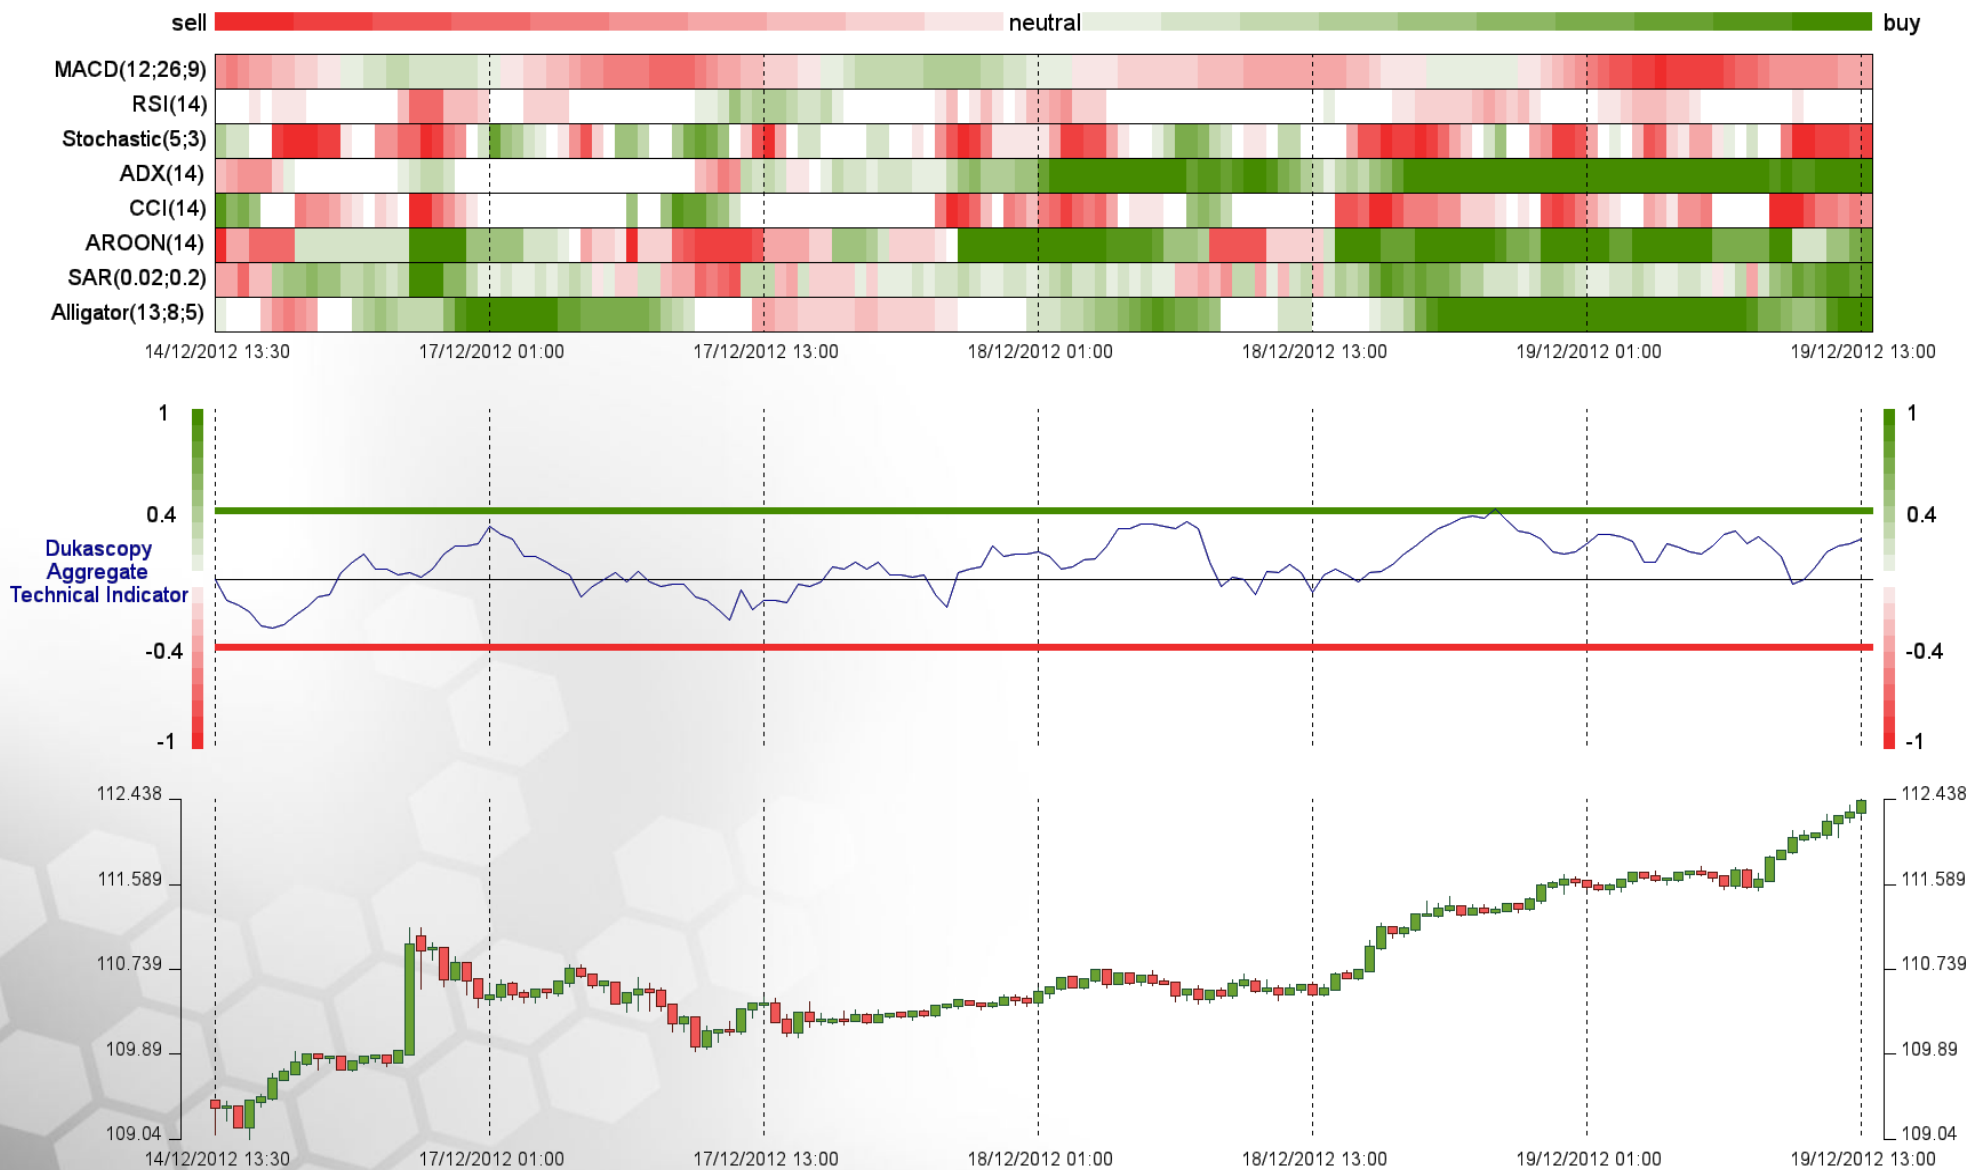 sell neutral buy
MACD(12;26;9)
RSI(14)
Stochastic(5;3)
ADX(14)
CCI(14)
AROON(14)
SAR(0.02;0.2)
Alligator(13;8;5)
14/12/2012 13:30 17/12/2012 01:00 17/12/2012 13:00 18/12/2012 01:00 18/12/2012 13:00 19/12/2012 01:00 19/12/2012 13:00
1 1
0.4 0.4
Dukascopy
Aggregate
Technical Indicator
-0.4 -0.4
-1 -1
112.438 112.438
111.589 111.589
110.739 110.739
109.89 109.89
109.04 109.04
14/12/2012 13:30 17/12/2012 01:00 17/12/2012 13:00 18/12/2012 01:00 18/12/2012 13:00 19/12/2012 01:00 19/12/2012 13:00